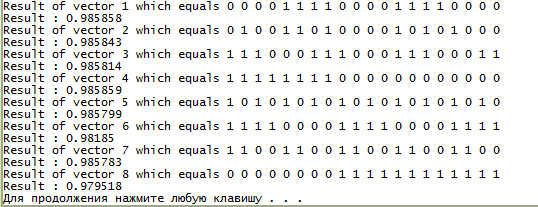 Result of vector 1 which equals 0 0 0 0 1 1 1 1 0 0 0 0 1 1 1 1 0 0 0 0
Result : 0.985858
Result of vector 2 which equals 0 1 0 0 1 1 0 1 0 0 0 0 1 0 1 0 1 0 0 0
Result : 0.985843
Result of vector 3 which equals 1 1 1 0 0 0 1 1 1 0 0 0 1 1 1 0 0 0 1 1
Result : 0.985814
Result of vector 4 which equals 1 1 1 1 1 1 1 1 0 0 0 0 0 0 0 0 0 0 0 0
Result : 0.985859
Result of vector 5 which equals 1 0 1 0 1 0 1 0 1 0 1 0 1 0 1 0 1 0 1 0
Result : 0.985799
Result of vector 6 which equals 1 1 1 1 0 0 0 0 1 1 1 1 0 0 0 0 1 1 1 1
Result : 0.98185
Result of vector 7 which equals 1 1 0 0 1 1 0 0 1 1 0 0 1 1 0 0 1 1 0 0
Result : 0.985783
Result of vector 8 which equals 0 0 0 0 0 0 0 0 1 1 1 1 1 1 1 1 1 1 1 1
Result : 0.979518
Для продолжения нажмите любую клавишу . . .